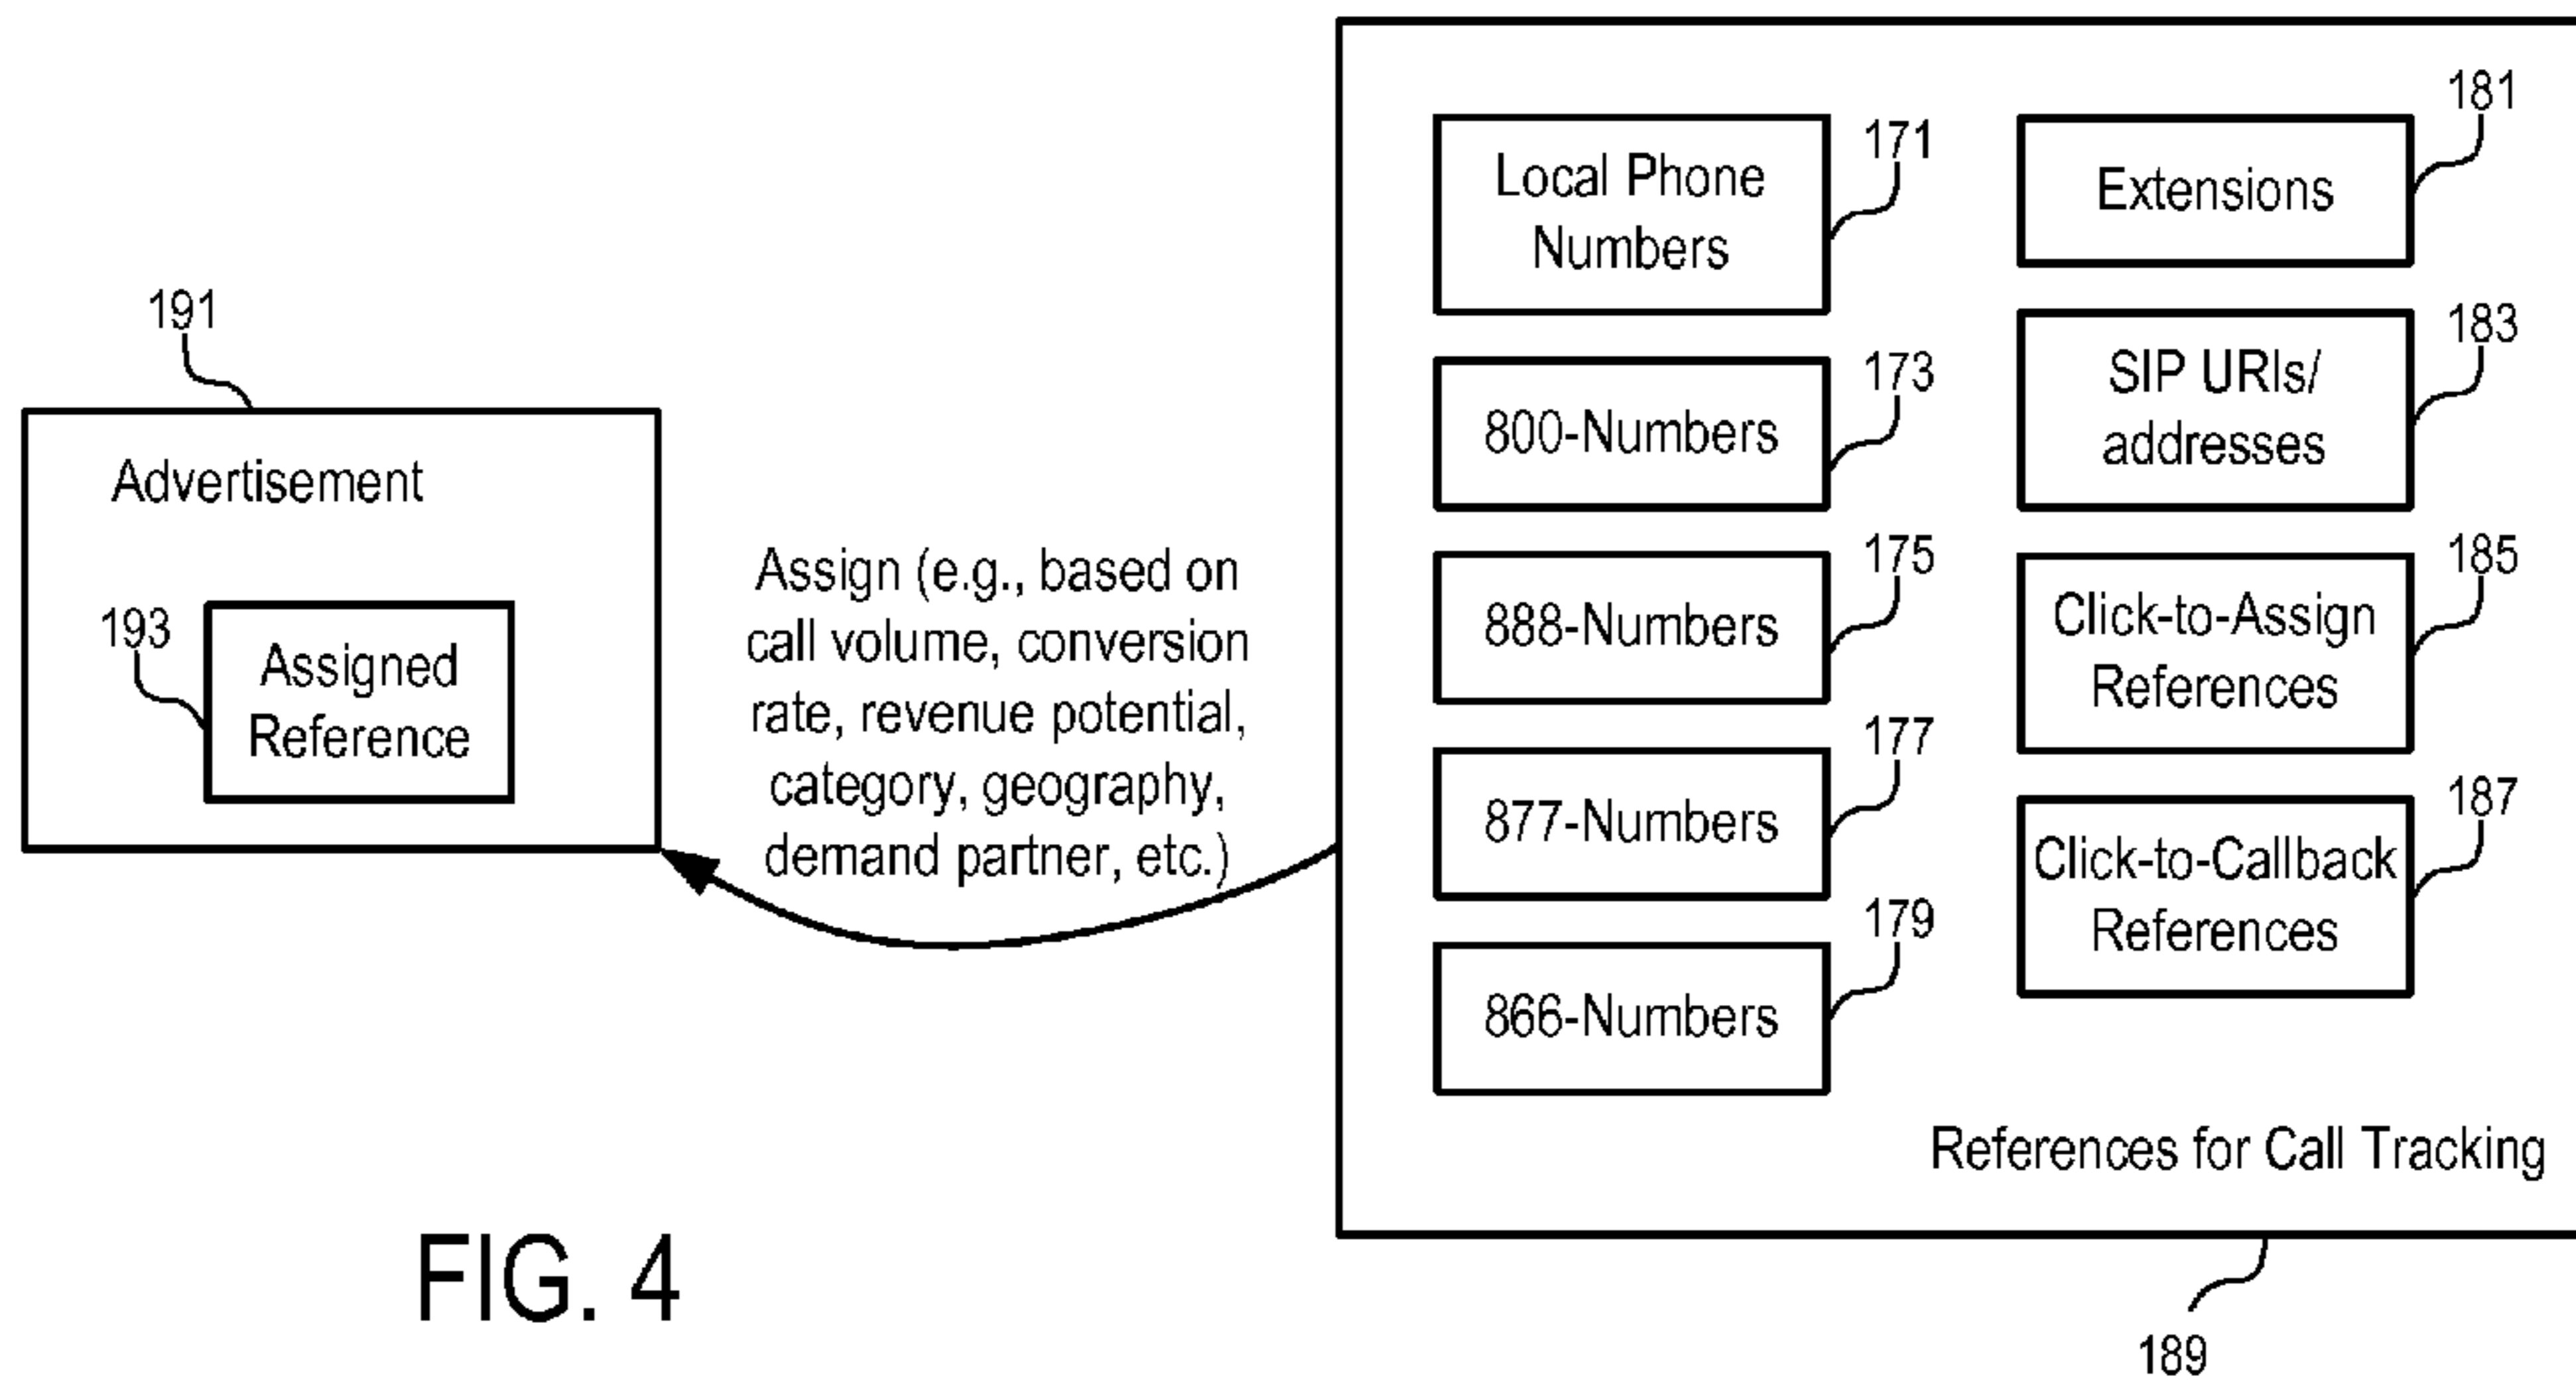 191
Advertisement
193
Assigned
Reference
Assign (e.g., based on
call volume, conversion
rate, revenue potential,
category, geography,
demand partner, etc.)
171
Local Phone
Numbers
173
800-Numbers
175
888-Numbers
177
877-Numbers
179
866-Numbers
181
Extensions
183
SIP URIs/
addresses
185
Click-to-Assign
References
187
Click-to-Callback
References
References for Call Tracking
189
FIG. 4